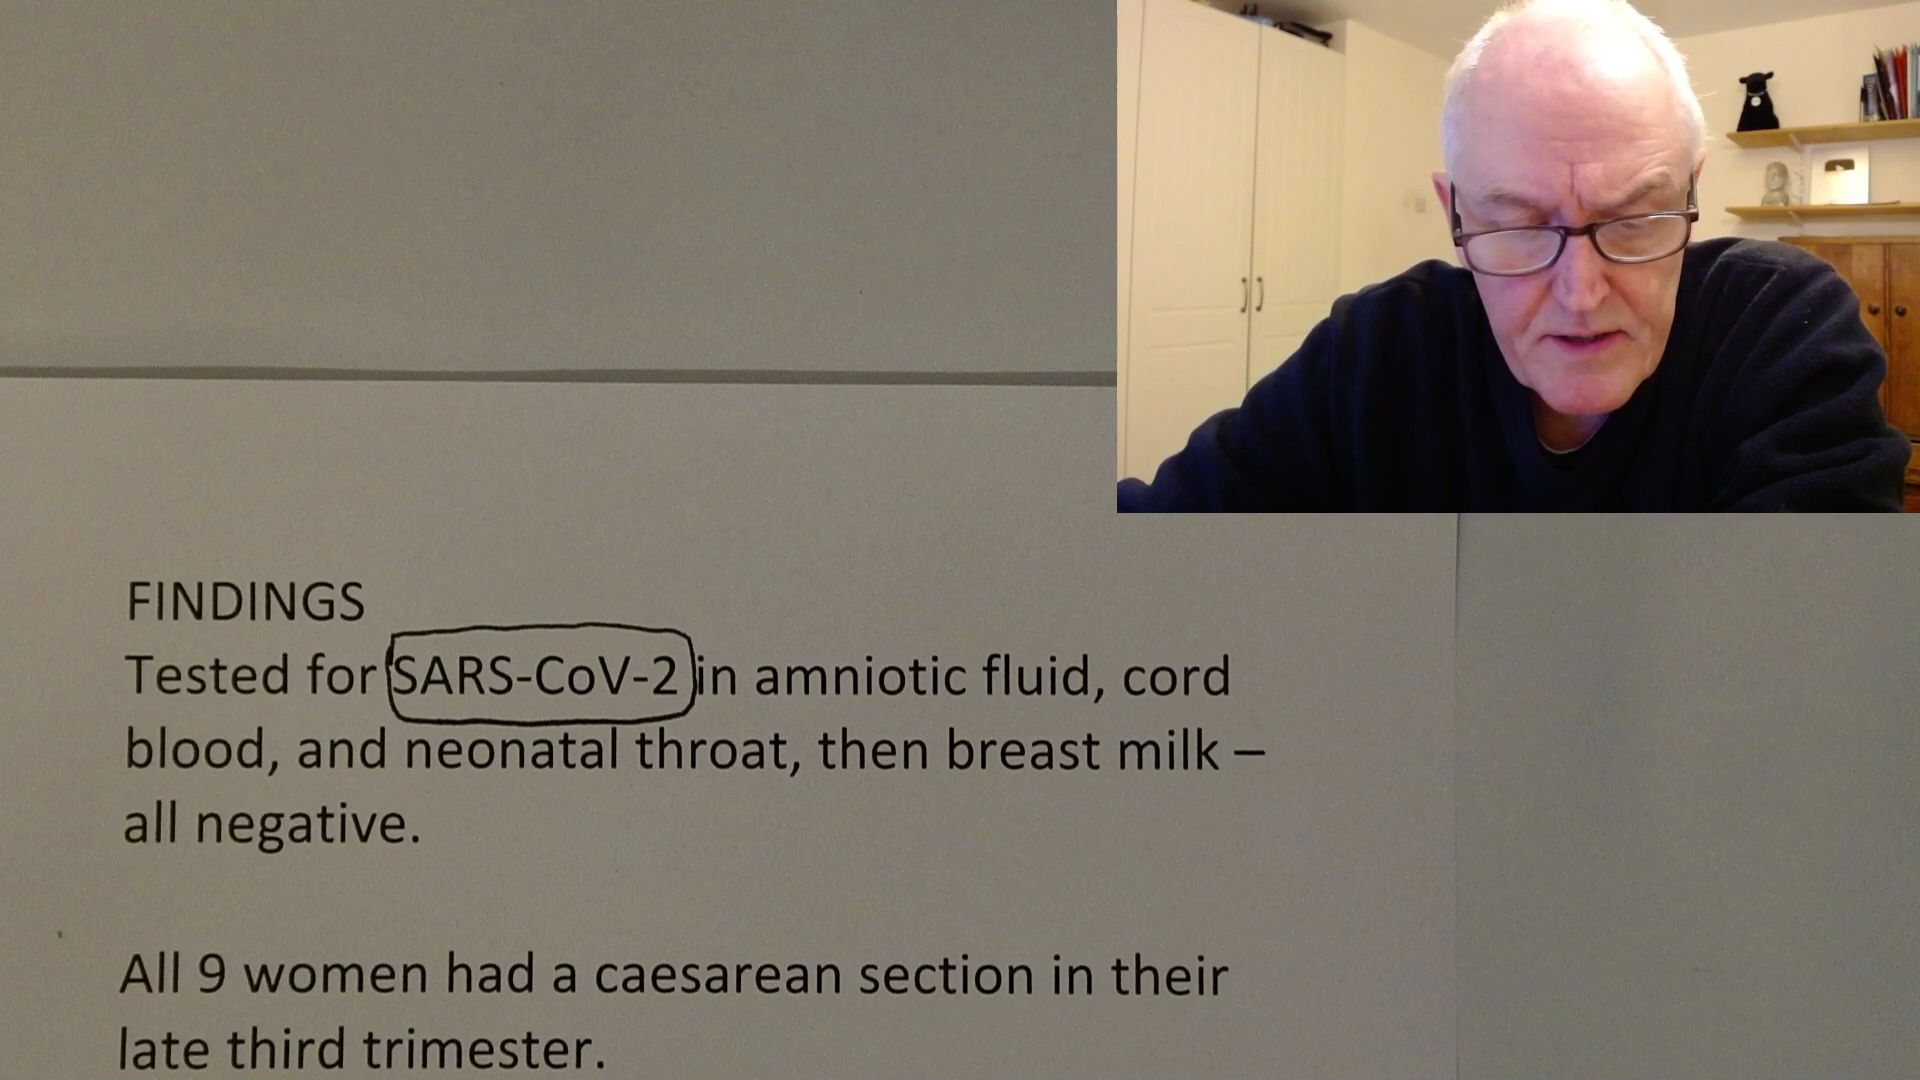 FINDINGS
Tested for SARS-CoV-2 in amniotic fluid, cord
blood, and neonatal throat, then breast milk –
all negative.
All 9 women had a caesarean section in their
late third trimester.